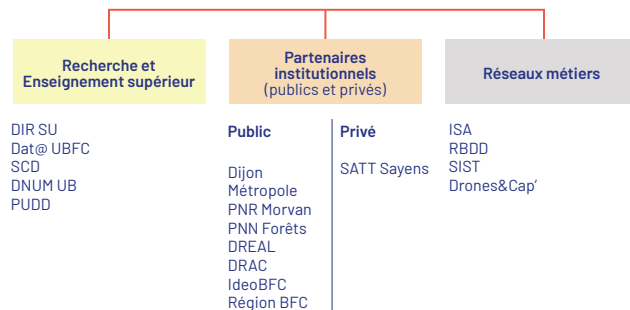 Recherche et
Enseignement supérieur
DIR SU
Dat@ UBFC
SCD
DNUM UB
PUDD
Partenaires
institutionnels
(publics et privés)
Public
Dijon
Métropole
PNR Morvan
PNN Forêts
DREAL
DRAC
IdeoBFC
Région BFC
Privé
SATT Sayens
Réseaux métiers
ISA
RBDD
SIST
Drones&Cap'